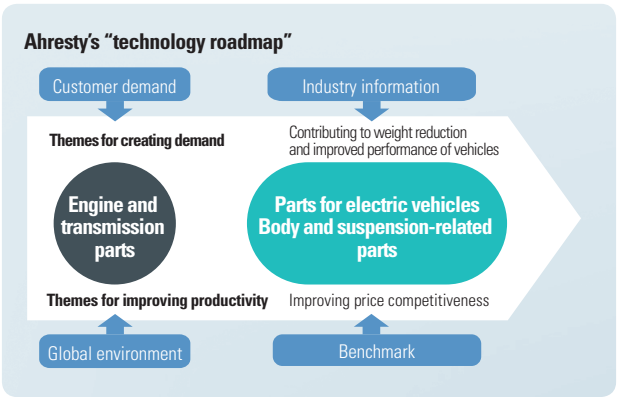 Ahresty’s “technology roadmap”
Customer demand
Industry information
Themes for creating demand
Contributing to weight reduction
and improved performance of vehicles
Engine and
transmission
parts
Parts for electric vehicles
Body and suspension-related
parts
Themes for improving productivity
Improving price competitiveness
Global environment
Benchmark